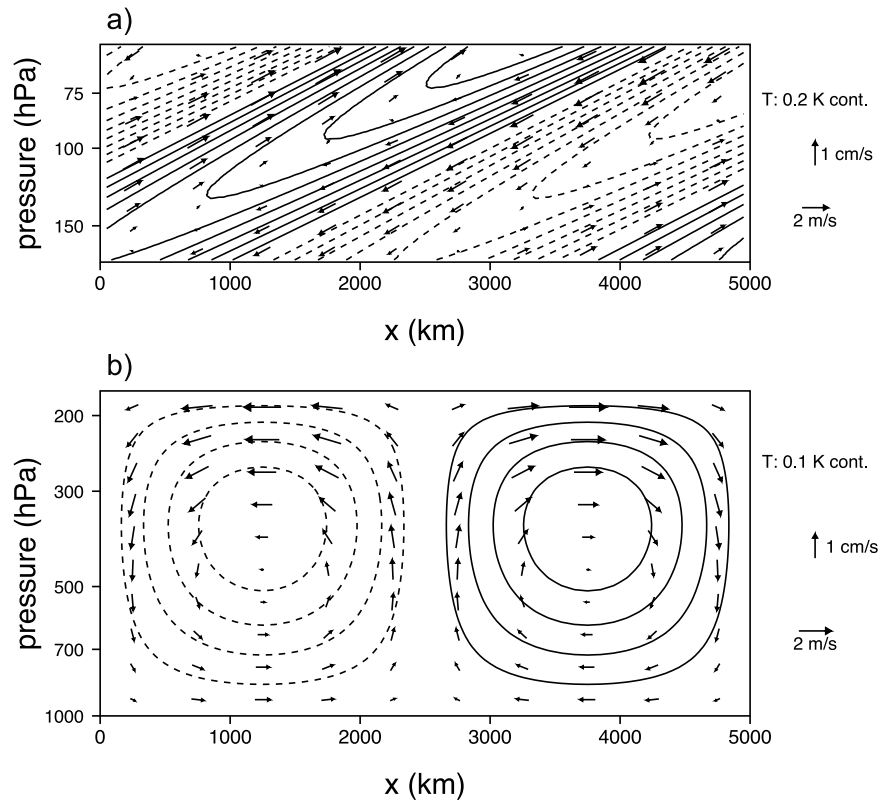 a)
pressure (hPa)
75
100
150
T: 0.2 K cont.
1 cm/s
2 m/s
0 1000 2000 3000 4000 5000
x (km)
b)
pressure (hPa)
200
300
500
700
1000
T: 0.1 K cont.
1 cm/s
2 m/s
0 1000 2000 3000 4000 5000
x (km)